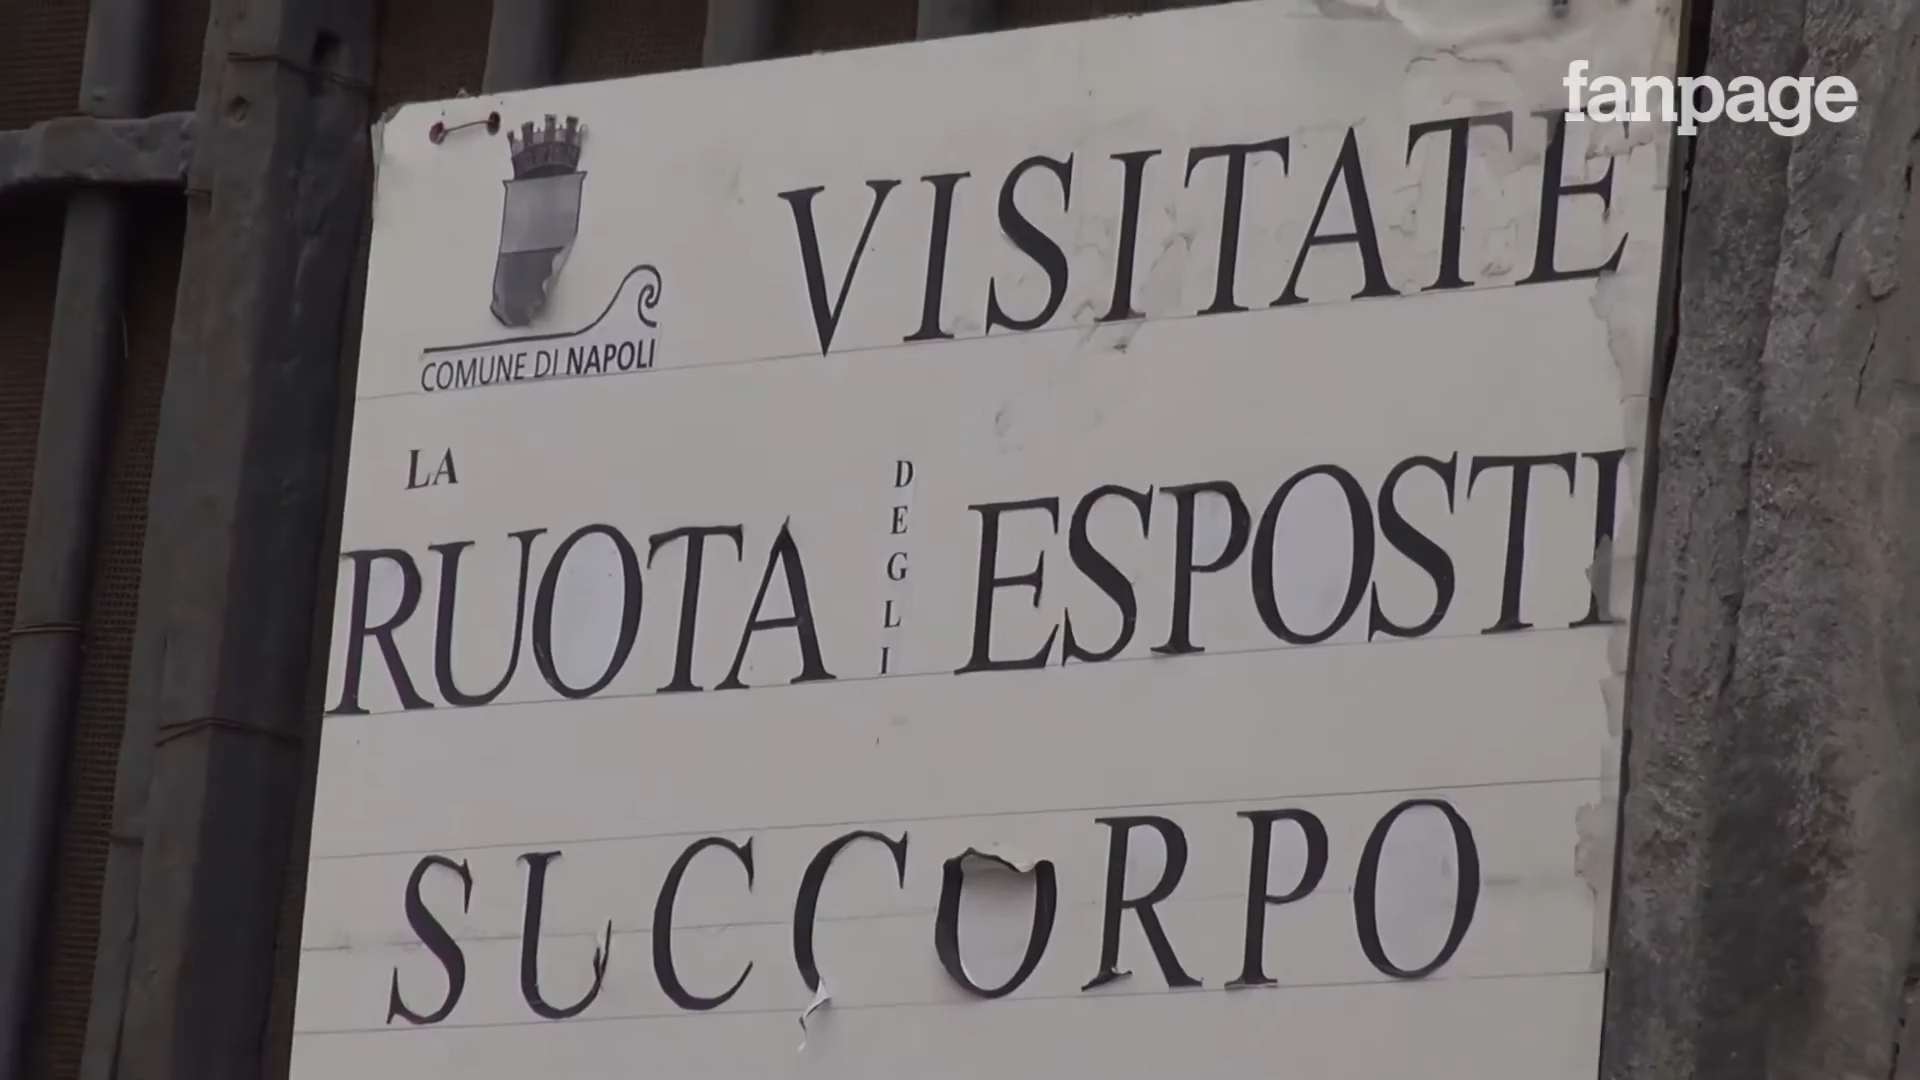 fanpage
VISITATE
COMUNE DI NAPOLI
LA
RUOTA DEGLI ESPOSTI
SUCCORPO